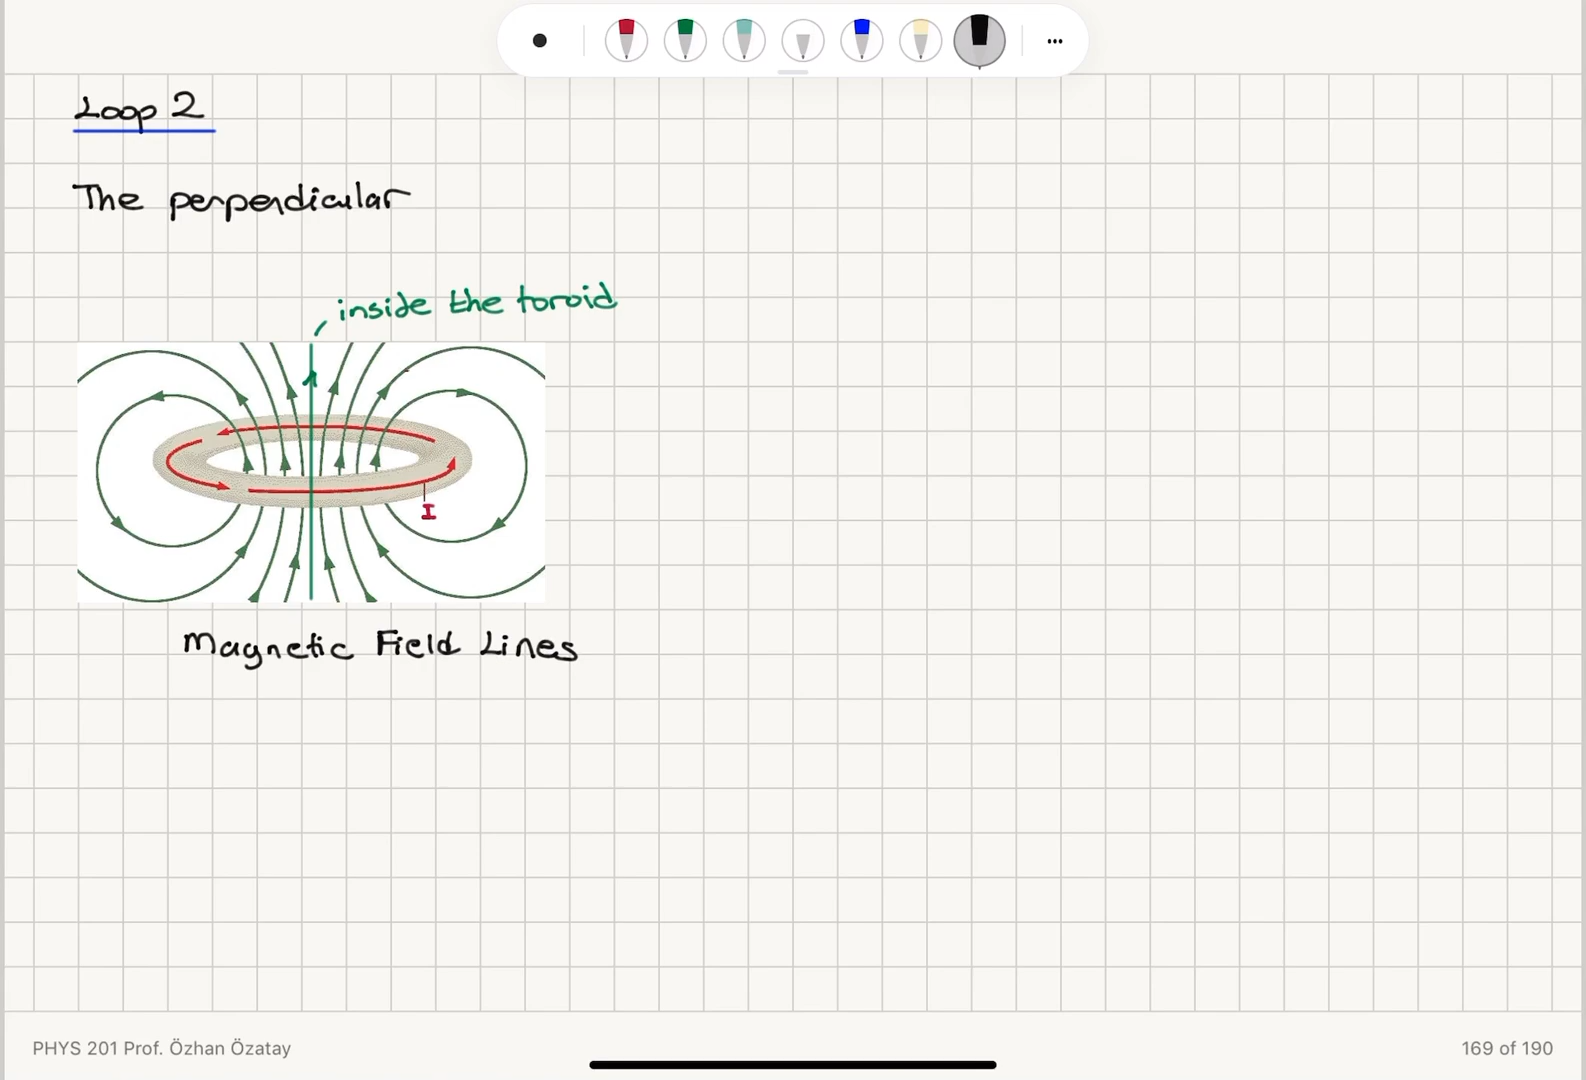 Loop 2
The perpendicular
inside the toroid
I
Magnetic Field Lines
PHYS 201 Prof. Özhan Özatay
169 of 190